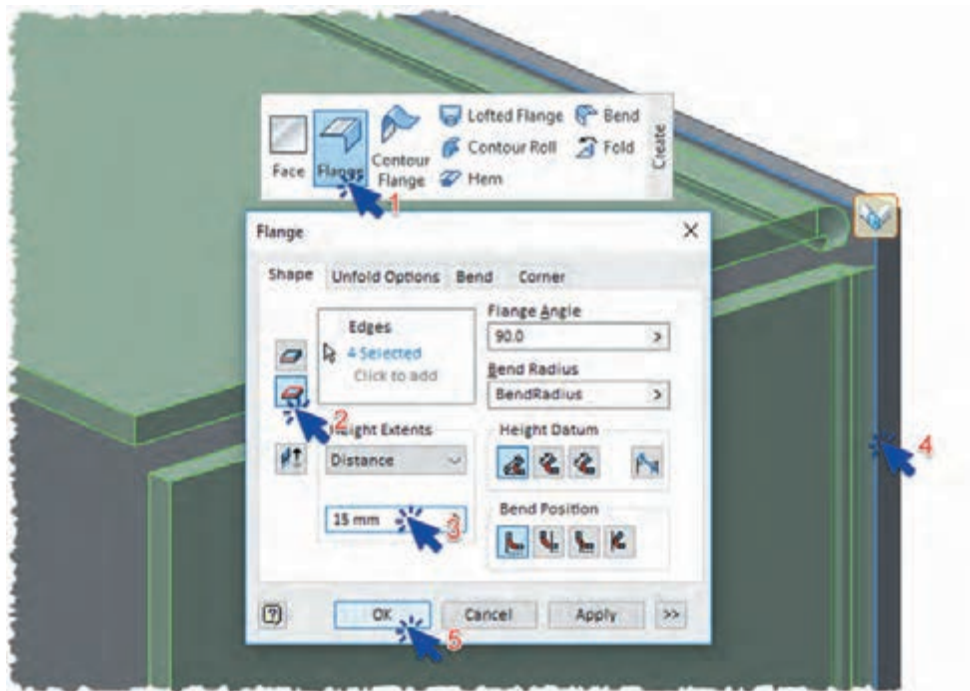 Face
Flange
Contour Flange
Lofted Flange
Contour Roll
Hem
Bend
Fold
Create
1
Flange
Shape
Unfold Options
Bend
Corner
Edges
4 Selected
Click to add
2
Height Extents
Distance
15 mm
3
Flange Angle
90.0
Bend Radius
BendRadius
Height Datum
Bend Position
4
OK
Cancel
Apply
>>
5